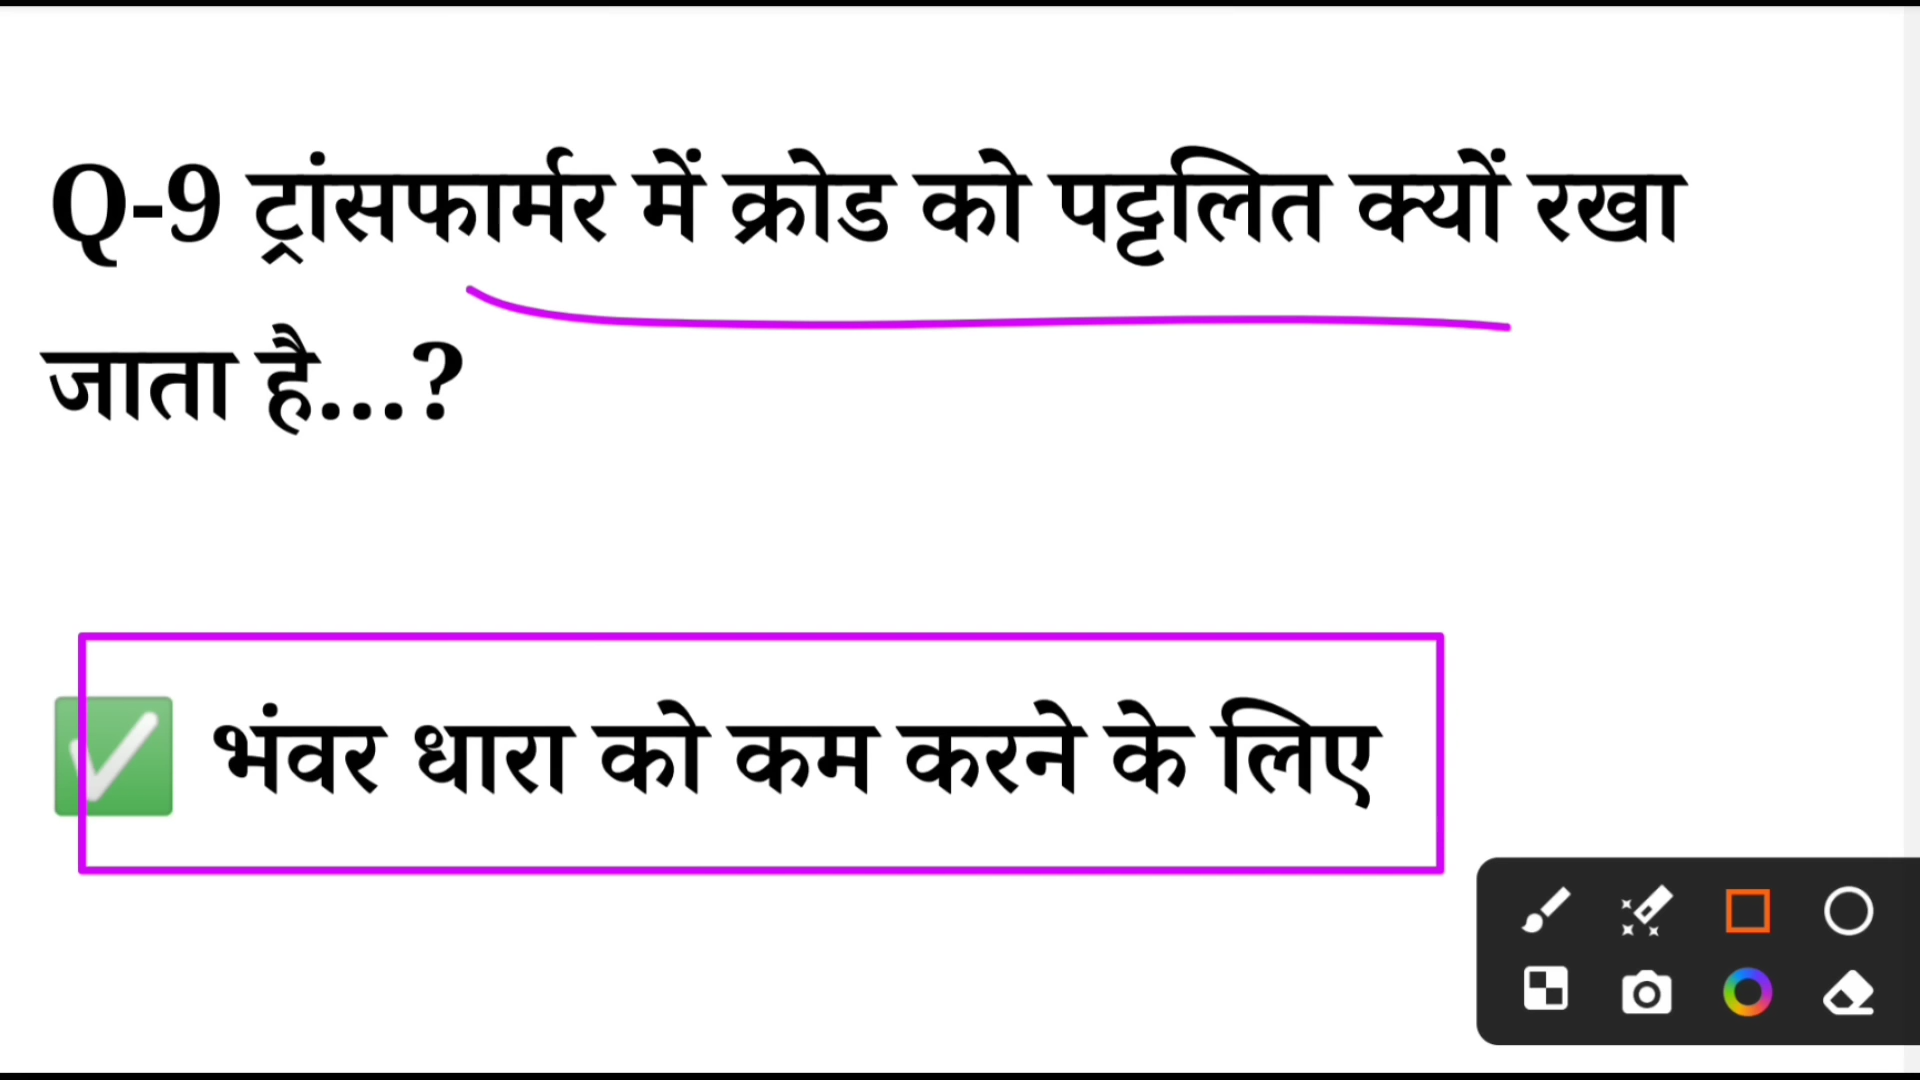 Q-9 ट्रांसफार्मर में क्रोड को पट्टलित क्यों रखा
जाता है...?
✅ भंवर धारा को कम करने के लिए